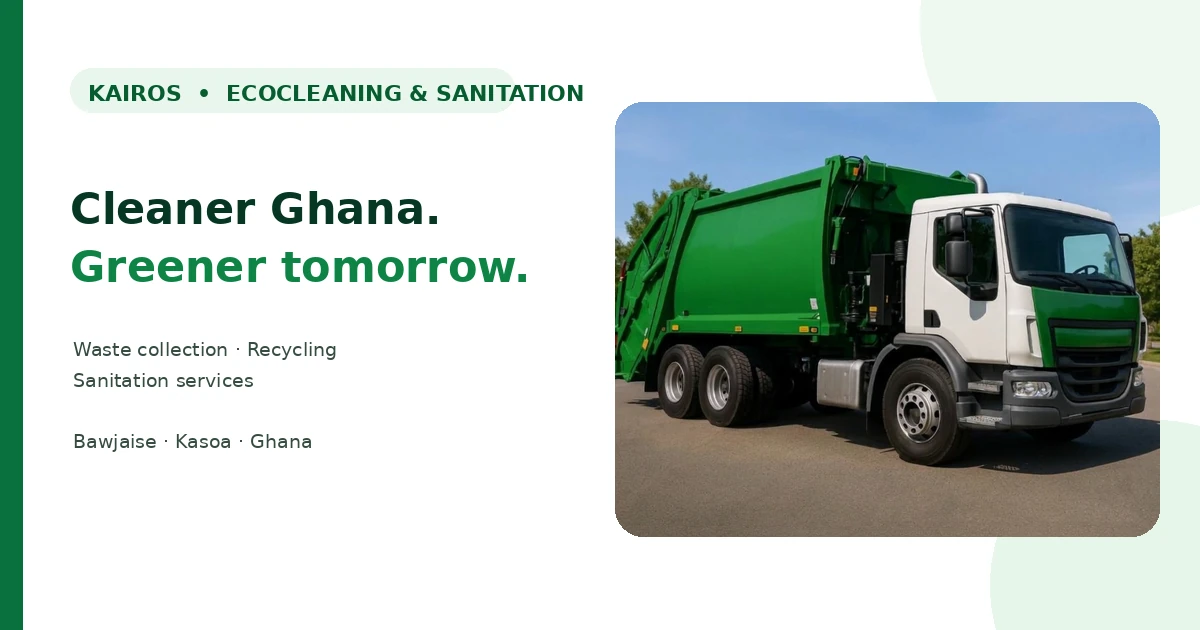 KAIROS • ECOCLEANING & SANITATION
Cleaner Ghana.
Greener tomorrow.
Waste collection · Recycling
Sanitation services
Bawjaise · Kasoa · Ghana